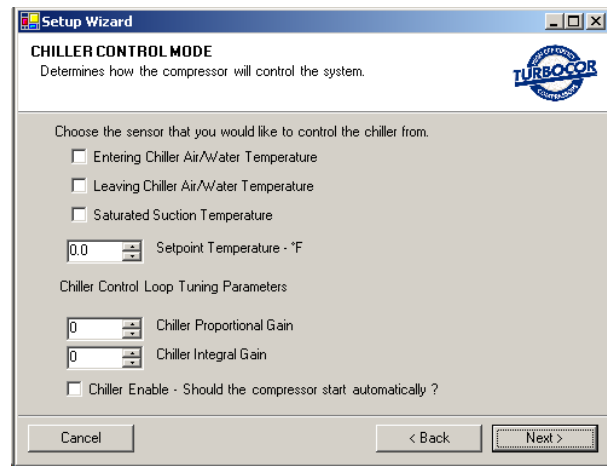 Setup Wizard
CHILLER CONTROL MODE
Determines how the compressor will control the system.
HIGH EFFICIENCY
TURBOCOR
COMPRESSORS
Choose the sensor that you would like to control the chiller from.
Entering Chiller Air/Water Temperature
Leaving Chiller Air/Water Temperature
Saturated Suction Temperature
0.0 Setpoint Temperature - °F
Chiller Control Loop Tuning Parameters
0 Chiller Proportional Gain
0 Chiller Integral Gain
Chiller Enable - Should the compressor start automatically ?
Cancel < Back Next >